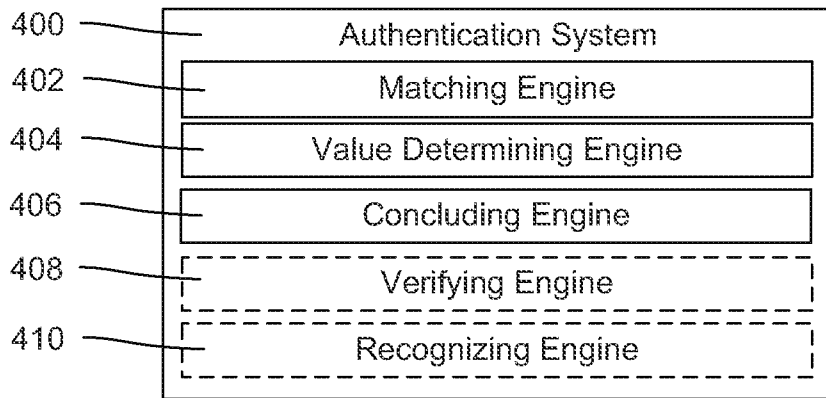 400 Authentication System
402 Matching Engine
404 Value Determining Engine
406 Concluding Engine
408 Verifying Engine
410 Recognizing Engine